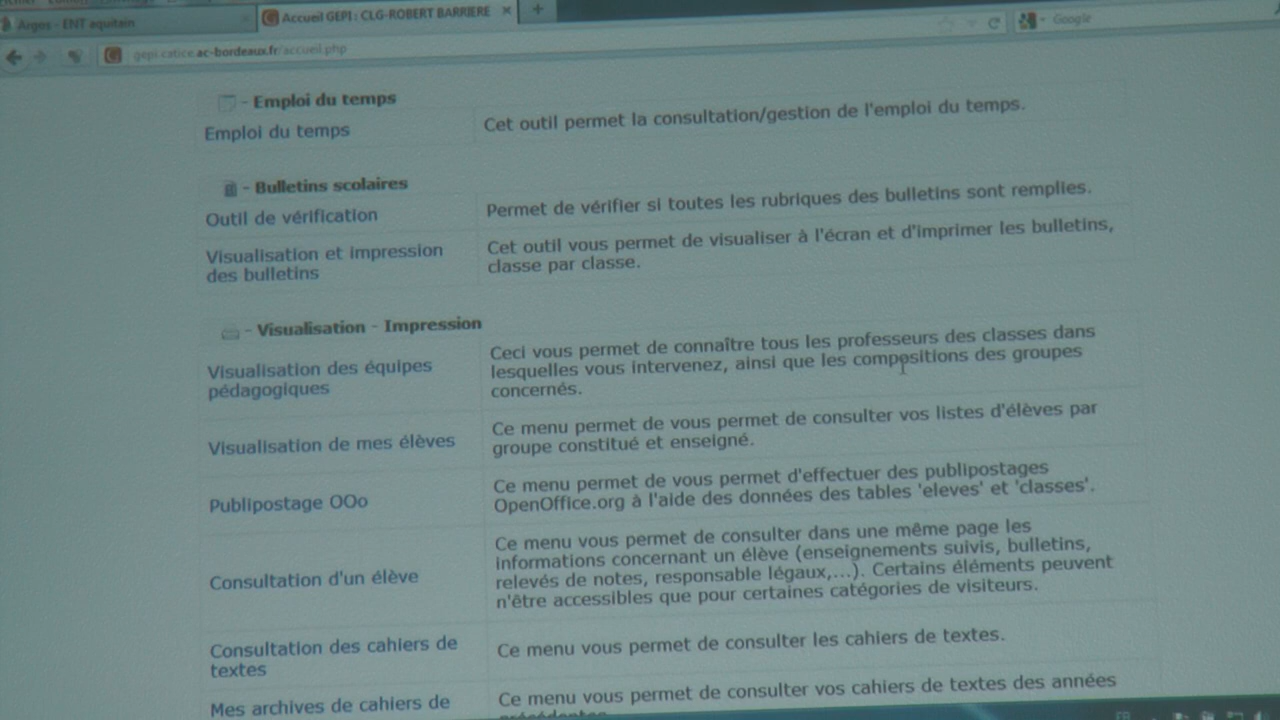 Argos - ENT aquitain
Accueil GEPI : CLG-ROBERT BARRIERE
gepi-catice.ac-bordeaux.fr/accueil.php
Google
- Emploi du temps
Emploi du temps
Cet outil permet la consultation/gestion de l'emploi du temps.
- Bulletins scolaires
Outil de vérification
Permet de vérifier si toutes les rubriques des bulletins sont remplies.
Visualisation et impression
des bulletins
Cet outil vous permet de visualiser à l'écran et d'imprimer les bulletins,
classe par classe.
- Visualisation - Impression
Visualisation des équipes
pédagogiques
Ceci vous permet de connaître tous les professeurs des classes dans
lesquelles vous intervenez, ainsi que les compositions des groupes
concernés.
Visualisation de mes élèves
Ce menu permet de vous permet de consulter vos listes d'élèves par
groupe constitué et enseigné.
Publipostage OOo
Ce menu permet de vous permet d'effectuer des publipostages
OpenOffice.org à l'aide des données des tables 'eleves' et 'classes'.
Consultation d'un élève
Ce menu vous permet de consulter dans une même page les
informations concernant un élève (enseignements suivis, bulletins,
relevés de notes, responsable légaux,...). Certains éléments peuvent
n'être accessibles que pour certaines catégories de visiteurs.
Consultation des cahiers de
textes
Ce menu vous permet de consulter les cahiers de textes.
Mes archives de cahiers de
Ce menu vous permet de consulter vos cahiers de textes des années
précédentes
FR